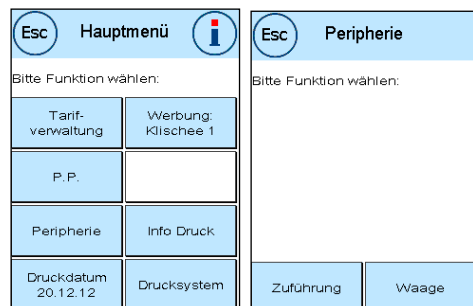 Esc
Hauptmenü
i
Bitte Funktion wählen:
Tarif-
verwaltung
Werbung:
Klischee 1
P.P.
Peripherie
Info Druck
Druckdatum
20.12.12
Drucksystem
Esc
Peripherie
Bitte Funktion wählen:
Zuführung
Waage